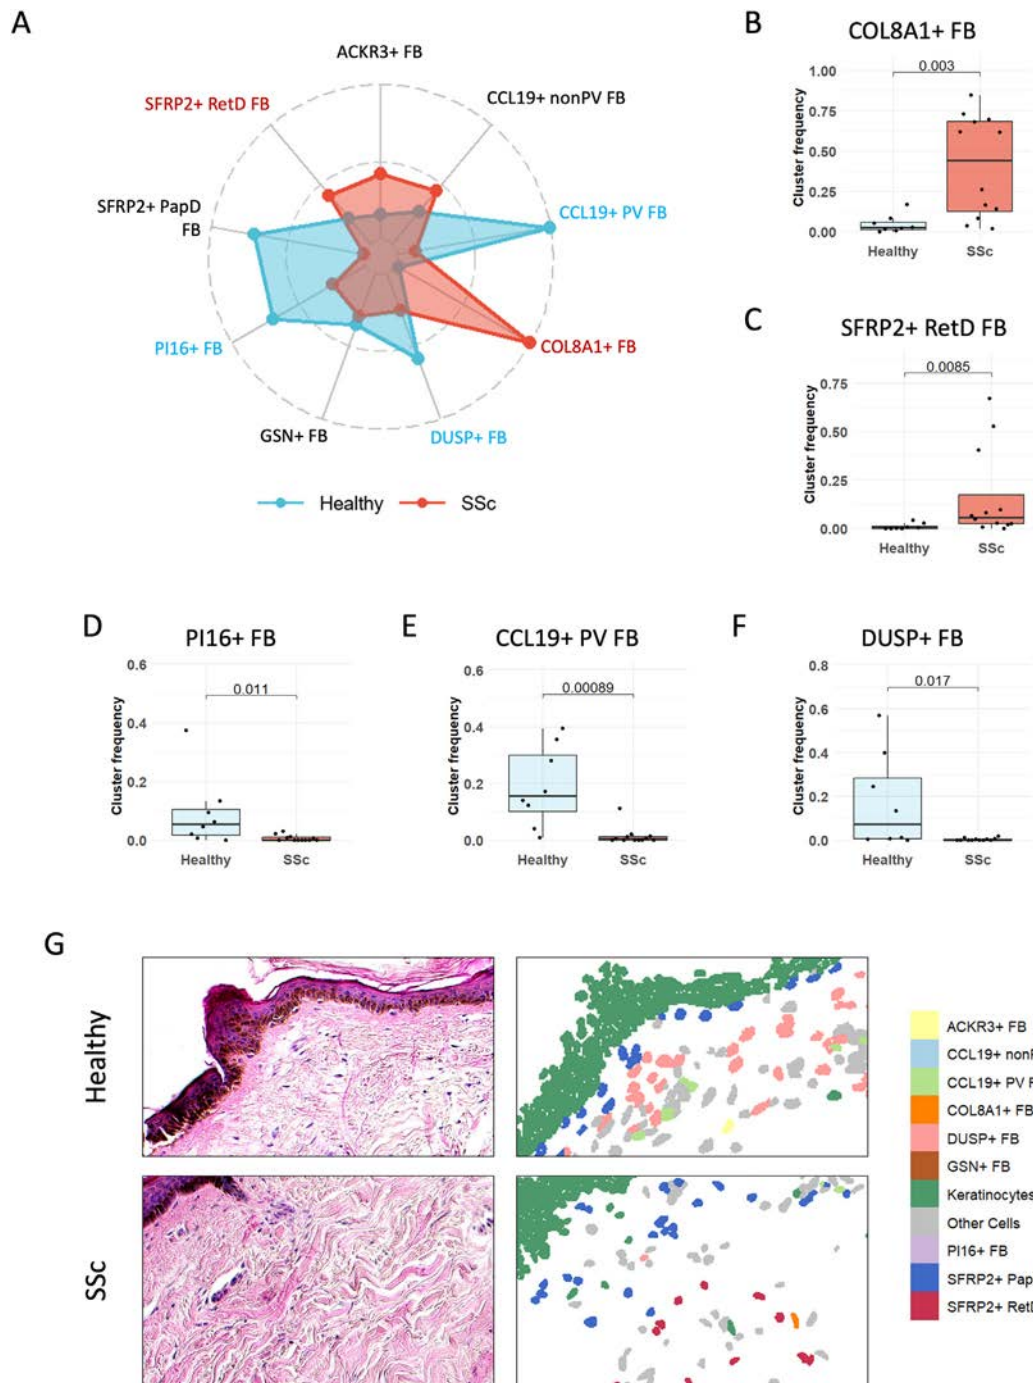 A
ACKR3+ FB
SFRP2+ RetD FB
CCL19+ nonPV FB
SFRP2+ PapD
FB
CCL19+ PV FB
PI16+ FB
COL8A1+ FB
GSN+ FB
DUSP+ FB
Healthy
SSc
B
COL8A1+ FB
Cluster frequency
1.00
0.75
0.50
0.25
0.00
0.003
Healthy
SSc
C
SFRP2+ RetD FB
Cluster frequency
0.75
0.50
0.25
0.00
0.0085
Healthy
SSc
D
PI16+ FB
Cluster frequency
0.6
0.4
0.2
0.0
0.011
Healthy
SSc
E
CCL19+ PV FB
Cluster frequency
0.6
0.4
0.2
0.0
0.00089
Healthy
SSc
F
DUSP+ FB
Cluster frequency
0.8
0.6
0.4
0.2
0.0
0.017
Healthy
SSc
G
Healthy
SSc
ACKR3+ FB
CCL19+ nonP
CCL19+ PV F
COL8A1+ FB
DUSP+ FB
GSN+ FB
Keratinocytes
Other Cells
PI16+ FB
SFRP2+ Pap
SFRP2+ RetD